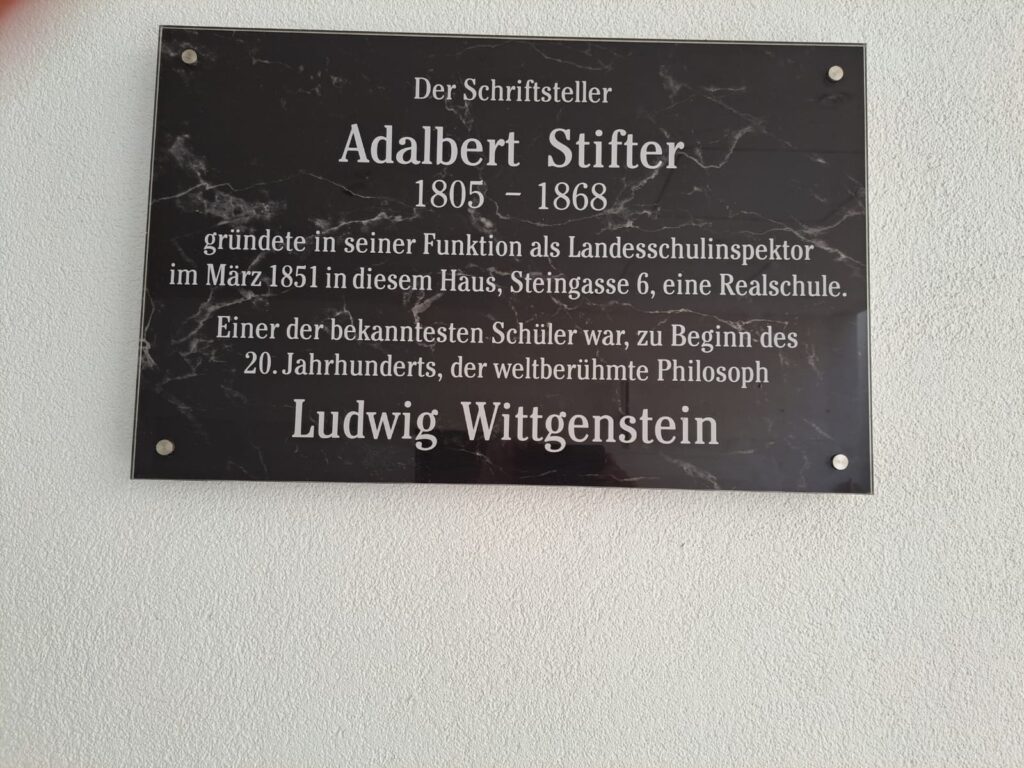 Der Schriftsteller
Adalbert Stifter
1805 - 1868
gründete in seiner Funktion als Landesschulinspektor
im März 1851 in diesem Haus, Steingasse 6, eine Realschule.
Einer der bekanntesten Schüler war, zu Beginn des
20. Jahrhunderts, der weltberühmte Philosoph
Ludwig Wittgenstein